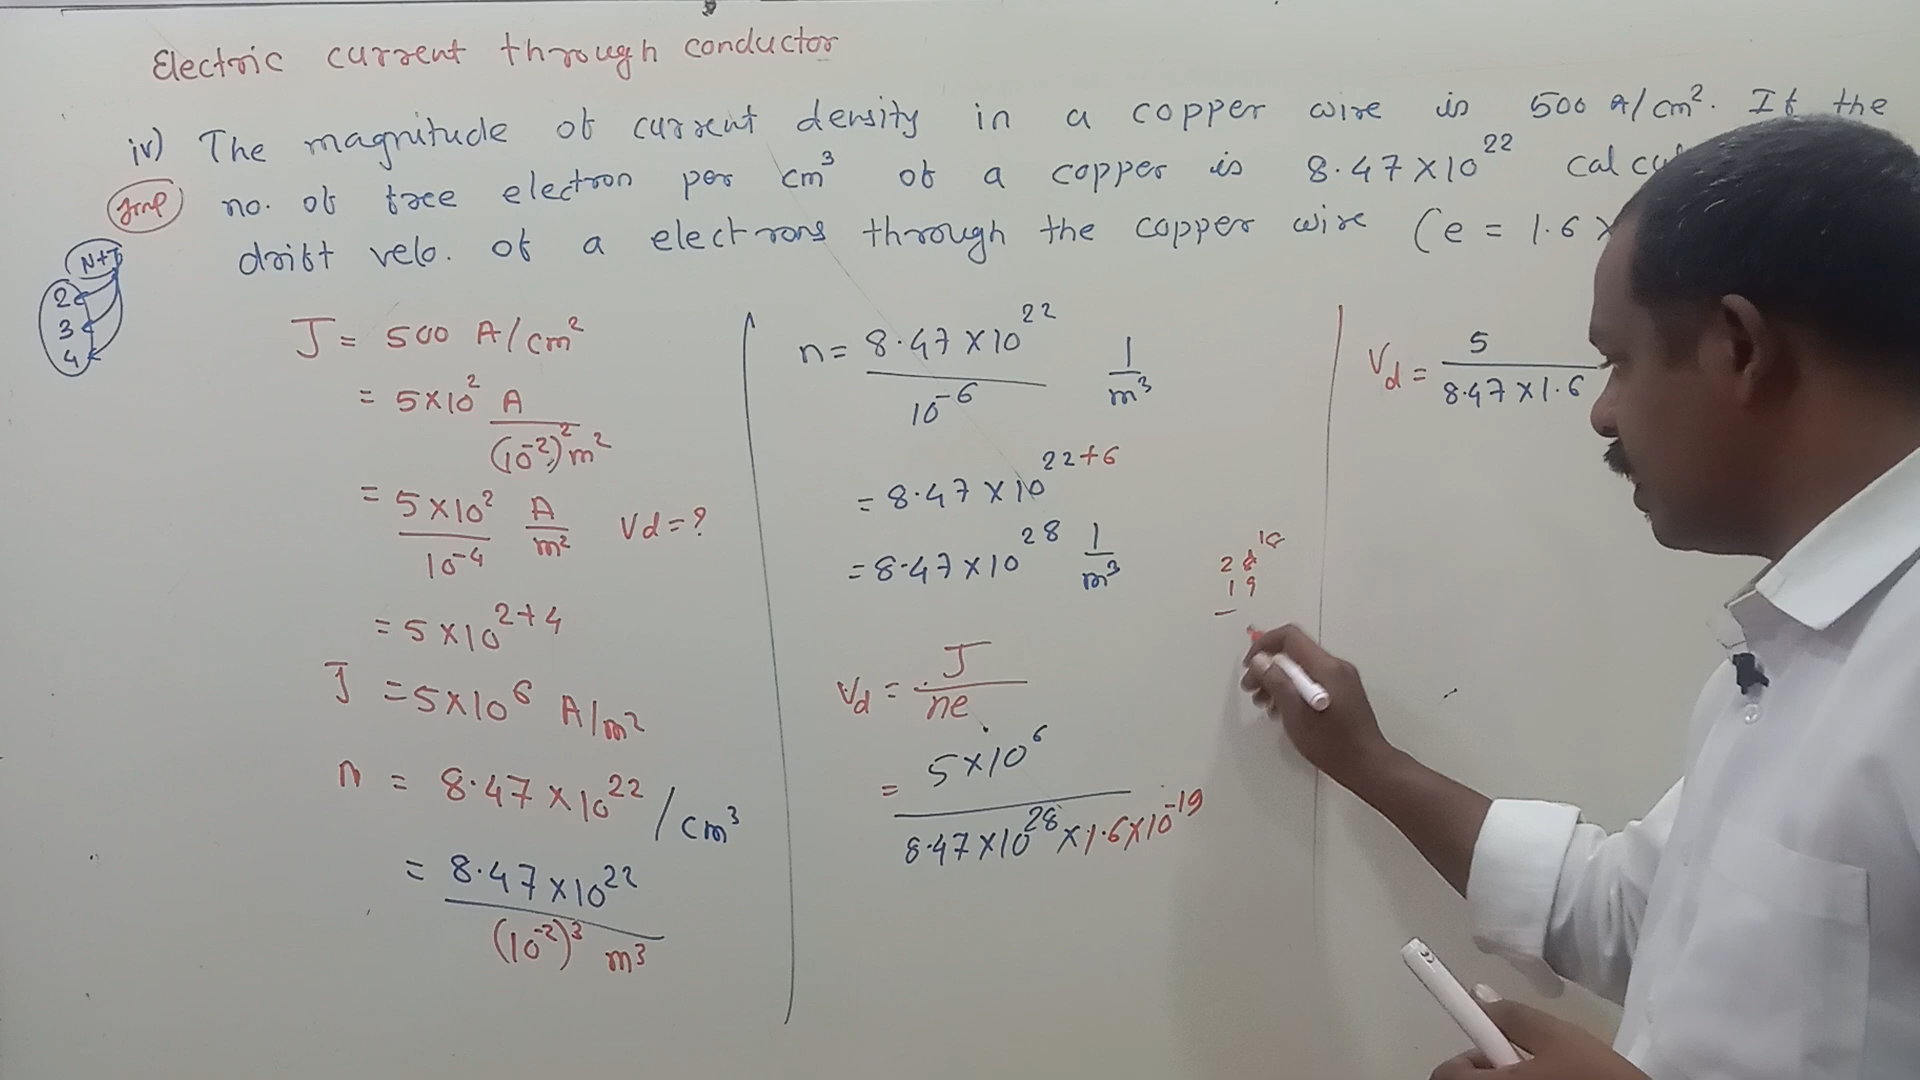 Electric current through conductor
iv) The magnitude of current density in a copper wire is 500 A/cm². If the
Imp
no. of free electron per cm³ of a copper is 8.47×10²²
drift velo. of a electrons through the copper wire (e = 1.6 ×
N+J
2
3
4
J = 500 A/cm²
= 5×10² A / (10⁻²)² m²
= 5×10² / 10⁻⁴ A/m² Vd = ?
= 5×10²⁺⁴
J = 5×10⁶ A/m²
n = 8.47×10²² / cm³
= 8.47×10²² / (10⁻²)³ m³
n = 8.47×10²² / 10⁻⁶ 1/m³
= 8.47×10²²⁺⁶
= 8.47×10²⁸ 1/m³
Vd = J / ne
= 5×10⁶ / 8.47×10²⁸×1.6×10⁻¹⁹
19
Vd = 5 / 8.47×1.6